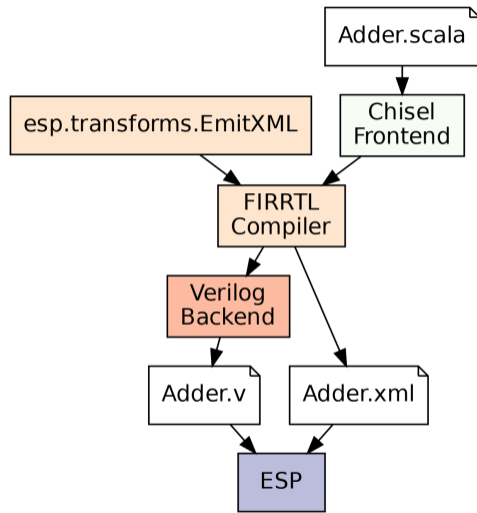 Adder.scala
esp.transforms.EmitXML
Chisel
Frontend
FIRRTL
Compiler
Verilog
Backend
Adder.v
Adder.xml
ESP